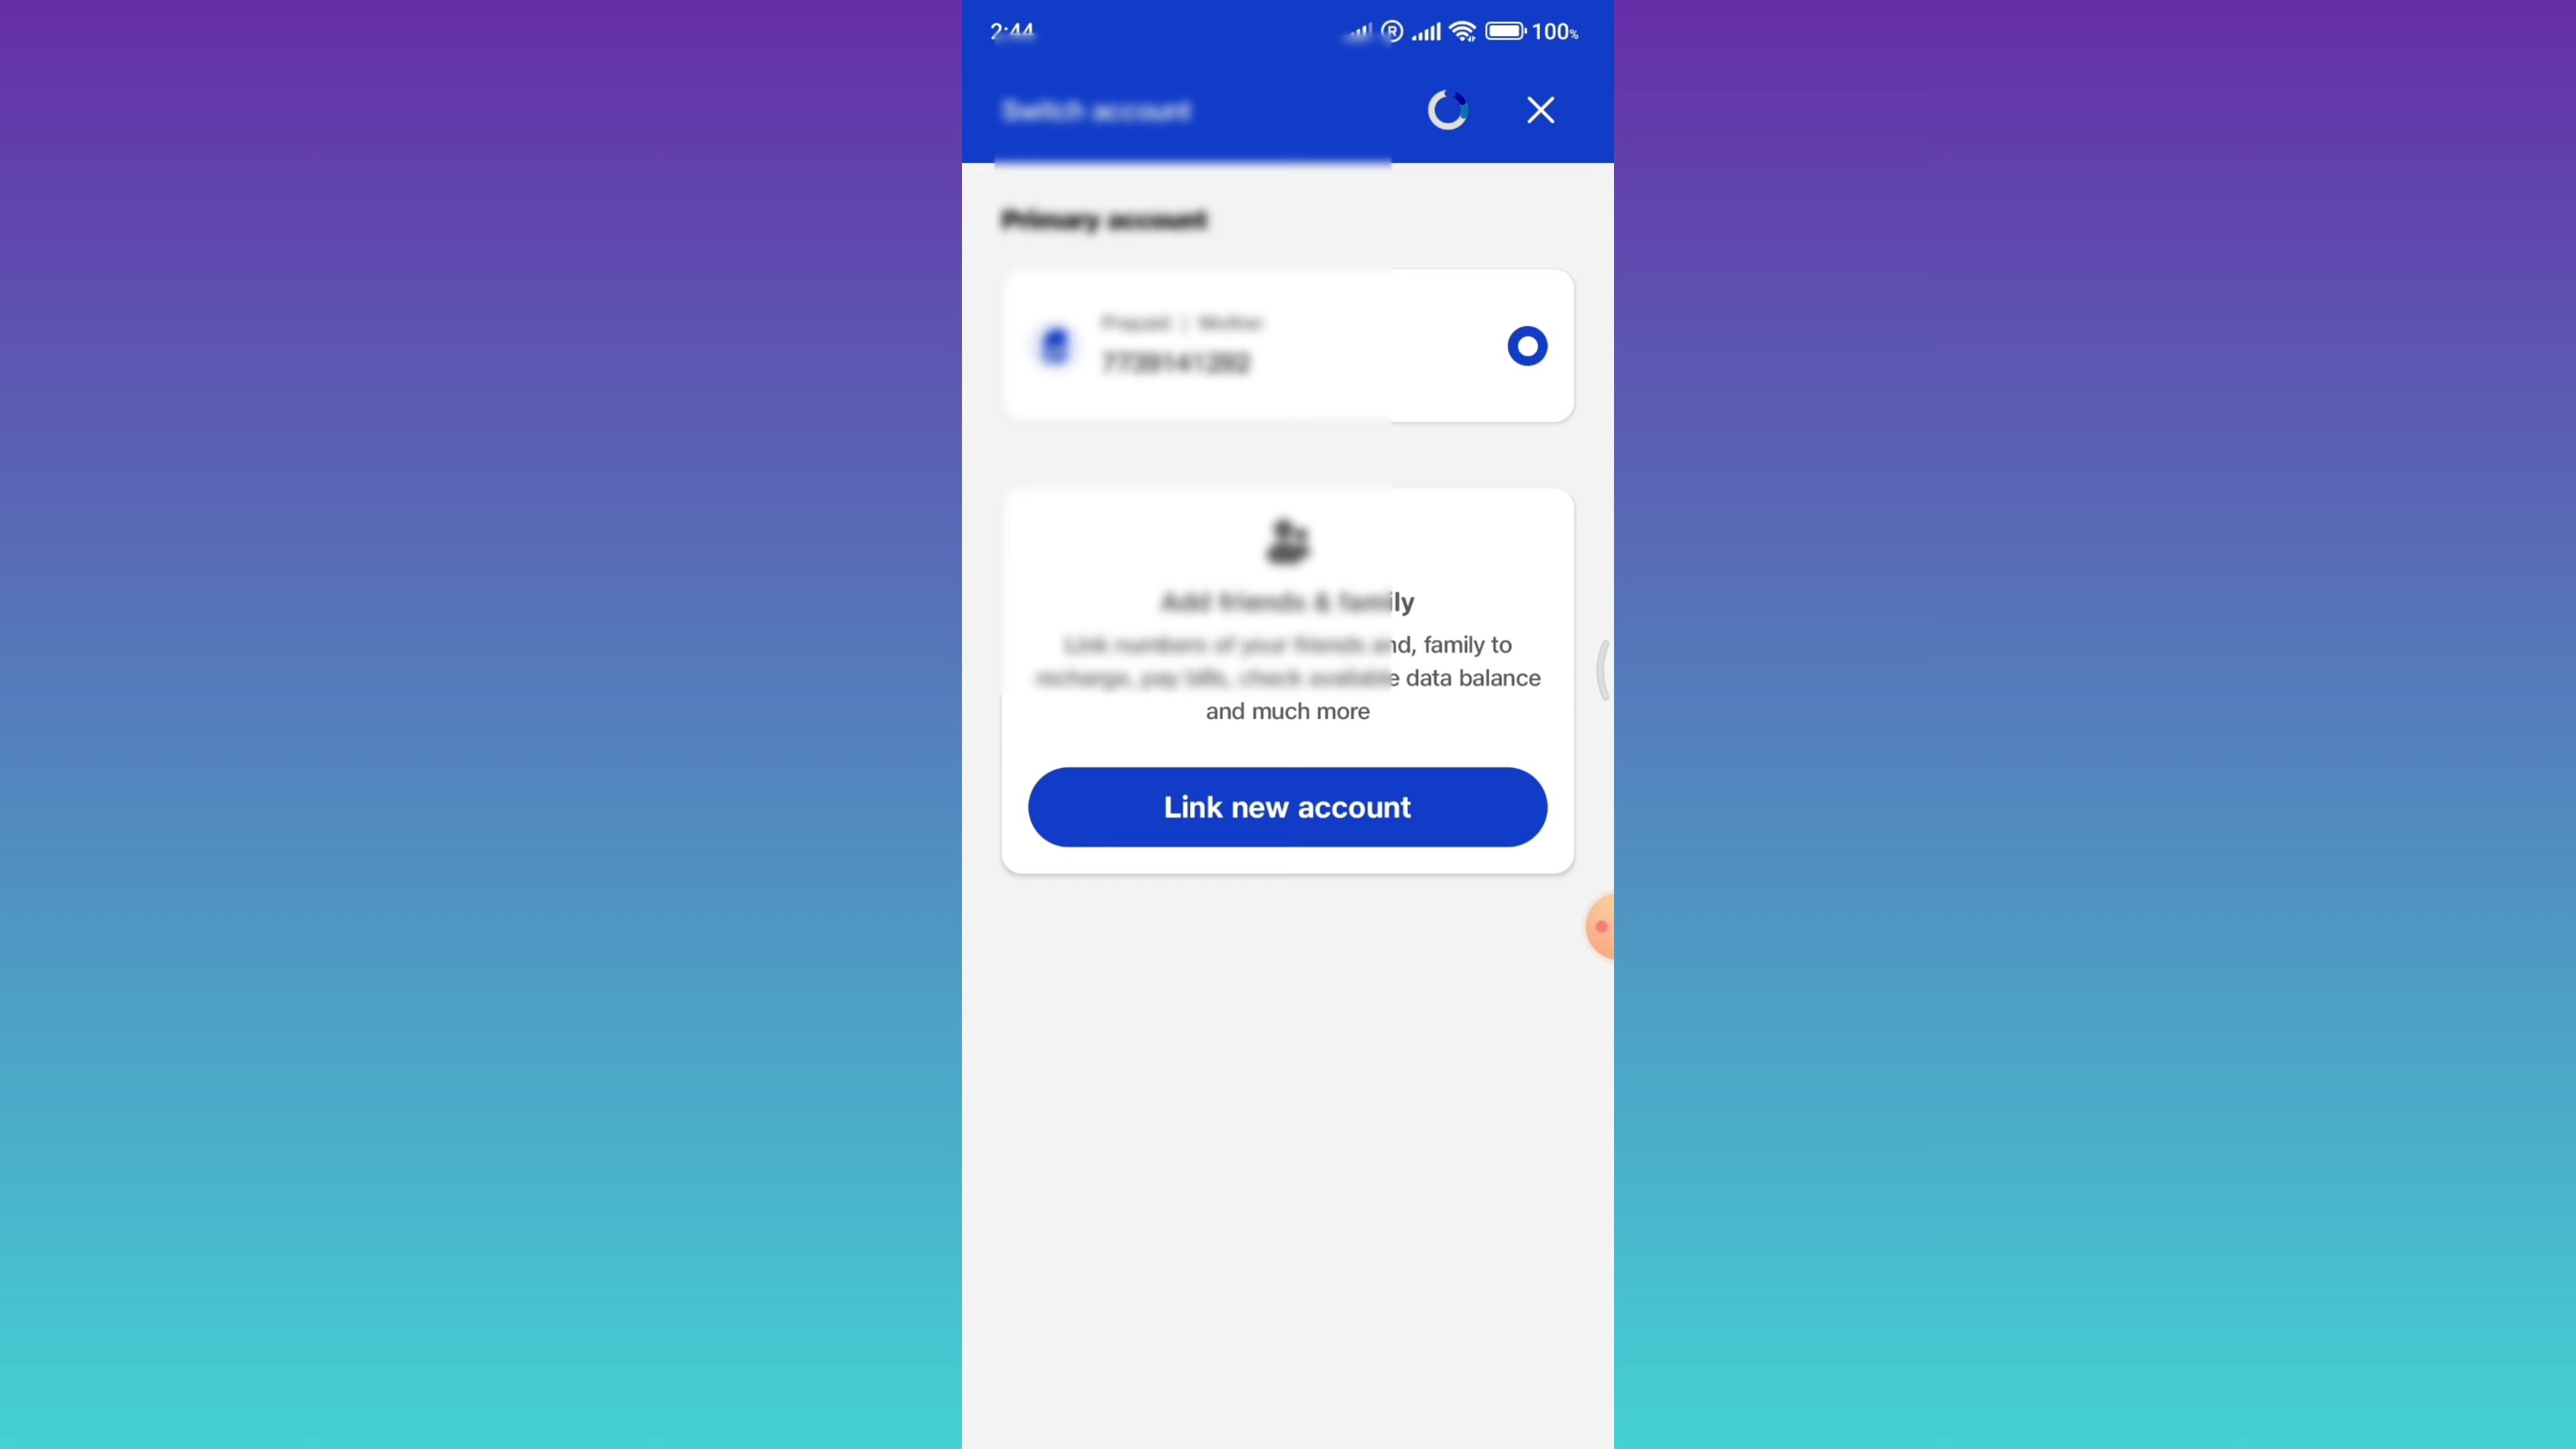 2:44
100%
Switch account
Primary account
Prepaid | Mother
Add friends & family
Link numbers of your friends and, family to
recharge, pay bills, check available data balance
and much more
Link new account